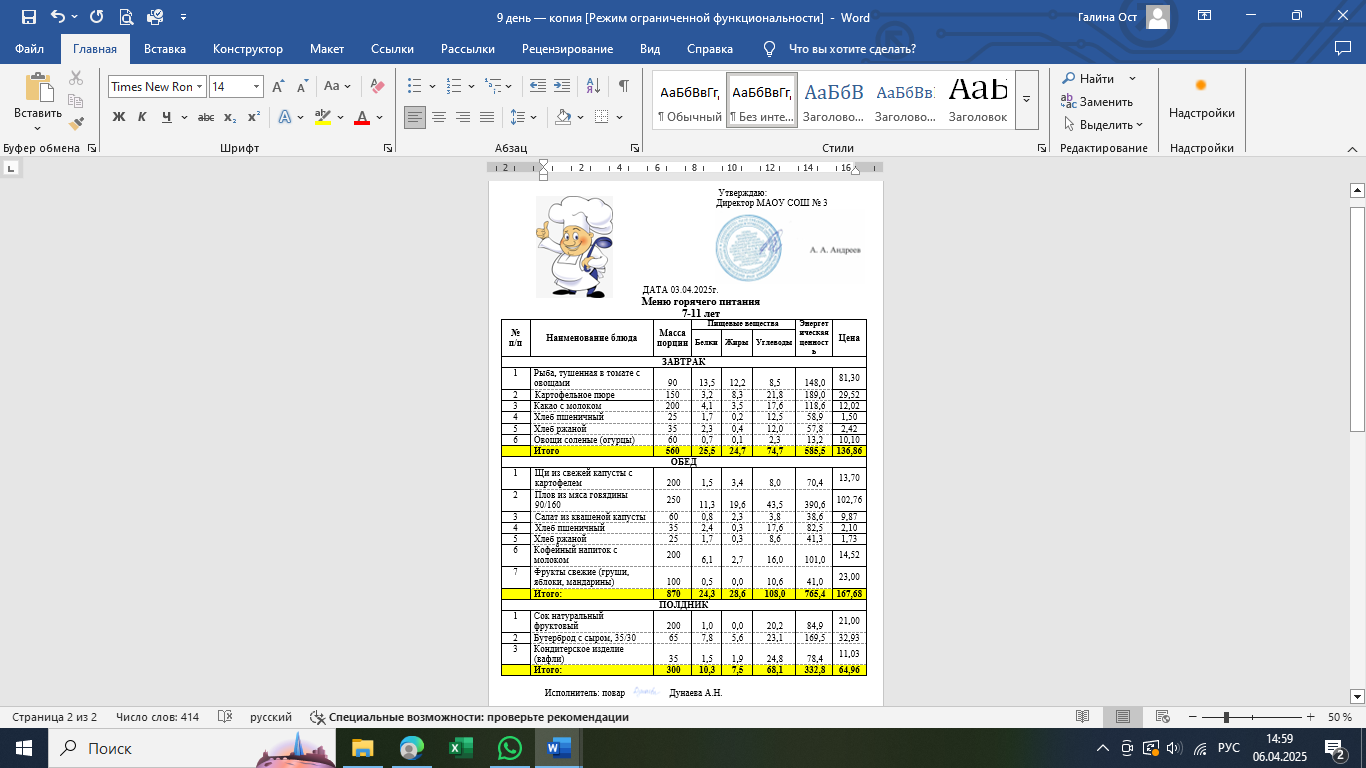 9 день — копия [Режим ограниченной функциональности] - Word
Галина Ост
Файл Главная Вставка Конструктор Макет Ссылки Рассылки Рецензирование Вид Справка Что вы хотите сделать?
Вставить
Буфер обмена
Times New Ron 14
Aa
Ж К Ч abc x₂ x²
Шрифт
Абзац
АаБбВвГг, АаБбВвГг, АаБбВ АаБбВвГ АаБ
¶ Обычный ¶ Без инте... Заголово... Заголово... Заголовок
Стили
Найти
Заменить
Выделить
Редактирование
Настройки
Настройки
2 2 4 6 8 10 12 14 16
Утверждаю:
Директор МАОУ СОШ № 3
А. А. Андреев
ДАТА 03.04.2025г.
Меню горячего питания
7-11 лет
№ п/п Наименование блюда Масса порции Пищевые вещества Энергетическая ценность Цена
Белки Жиры Углеводы
ЗАВТРАК
1 Рыба, тушенная в томате с овощами 90 13,5 12,2 8,5 148,0 81,30
2 Картофельное пюре 150 3,2 8,3 21,8 189,0 29,52
3 Какао с молоком 200 4,1 3,5 17,6 118,6 12,02
4 Хлеб пшеничный 25 1,7 0,2 12,5 58,9 1,50
5 Хлеб ржаной 35 2,3 0,4 12,0 57,8 2,42
6 Овощи соленые (огурцы) 60 0,7 0,1 2,3 13,2 10,10
Итого 560 25,5 24,7 74,7 585,5 136,86
ОБЕД
1 Щи из свежей капусты с картофелем 200 1,5 3,4 8,0 70,4 13,70
2 Плов из мяса говядины 90/160 250 11,3 19,6 43,5 390,6 102,76
3 Салат из квашеной капусты 60 0,8 2,3 3,8 38,6 9,87
4 Хлеб пшеничный 35 2,4 0,3 17,6 82,5 2,10
5 Хлеб ржаной 25 1,7 0,3 8,6 41,3 1,73
6 Кофейный напиток с молоком 200 6,1 2,7 16,0 101,0 14,52
7 Фрукты свежие (груши, яблоки, мандарины) 100 0,5 0,0 10,6 41,0 23,00
Итого: 870 24,3 28,6 108,0 765,4 167,68
ПОЛДНИК
1 Сок натуральный фруктовый 200 1,0 0,0 20,2 84,9 21,00
2 Бутерброд с сыром, 35/30 65 7,8 5,6 23,1 169,5 32,93
3 Кондитерское изделие (вафли) 35 1,5 1,9 24,8 78,4 11,03
Итого: 300 10,3 7,5 68,1 332,8 64,96
Исполнитель: повар Дунаева А.Н.
Страница 2 из 2 Число слов: 414 русский Специальные возможности: проверьте рекомендации 50 %
Поиск
РУС
14:59
06.04.2025
2